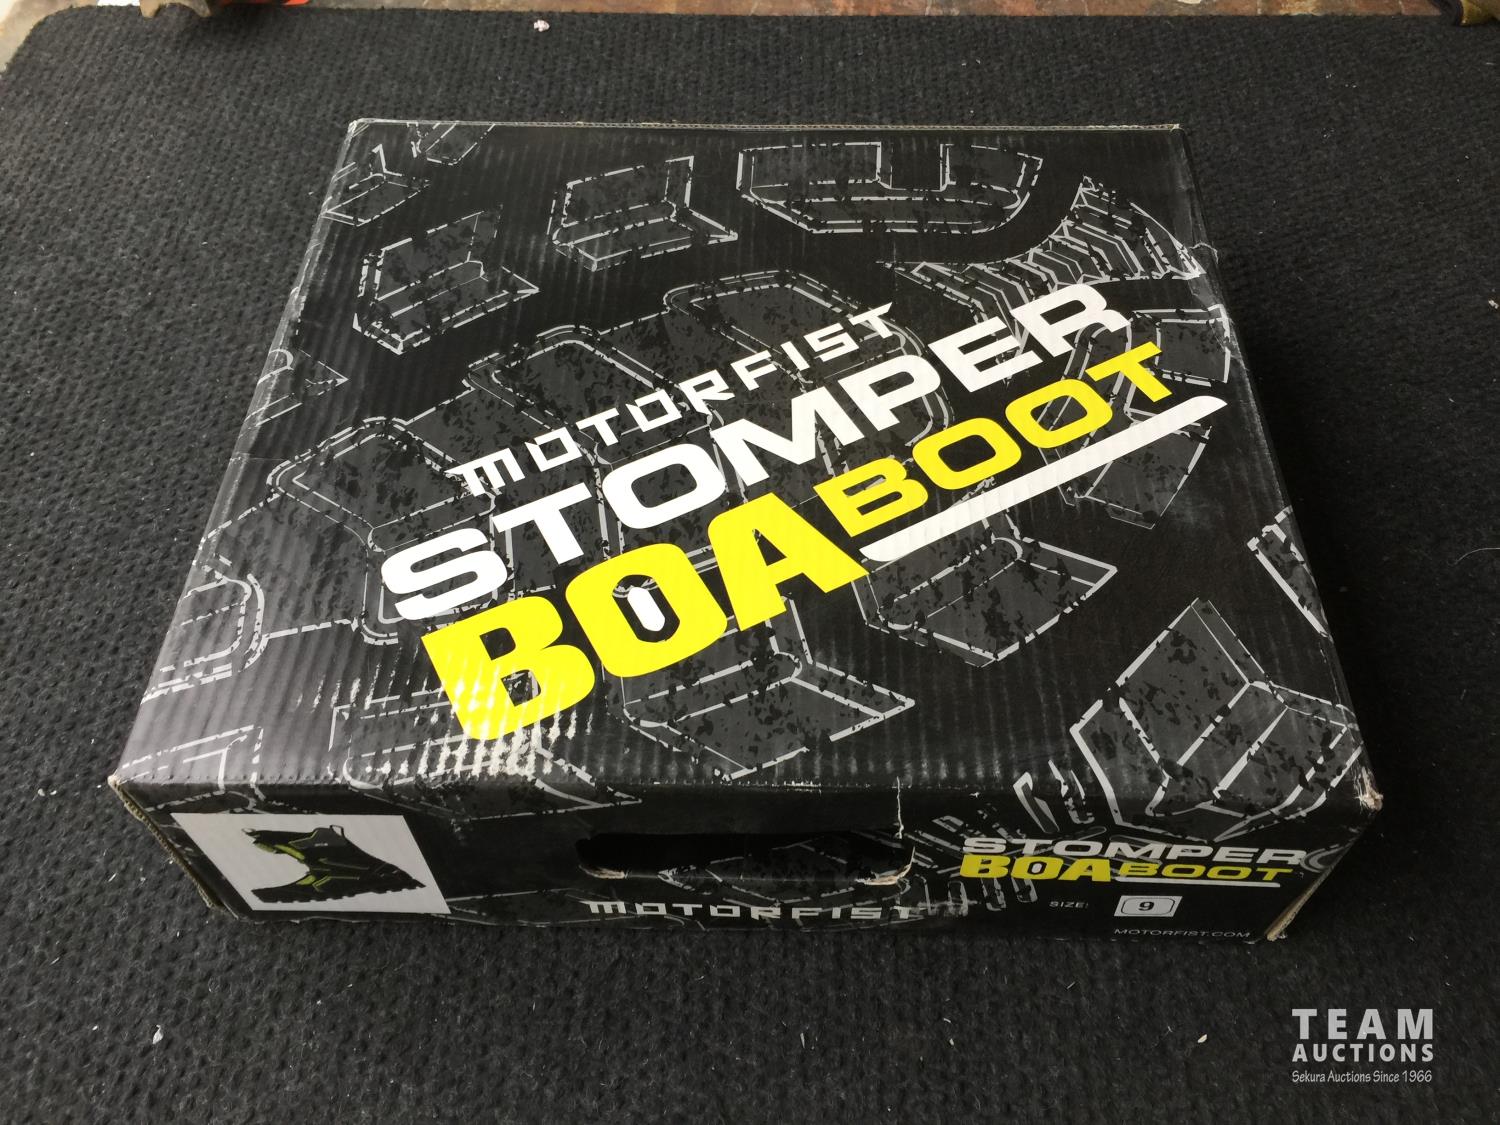 MOTORFIST
STOMPER
BOA BOOT
STOMPER
BOA BOOT
MOTORFIST
SIZE: 9
MOTORFIST.COM
TEAM
AUCTIONS
Sekura Auctions Since 1966